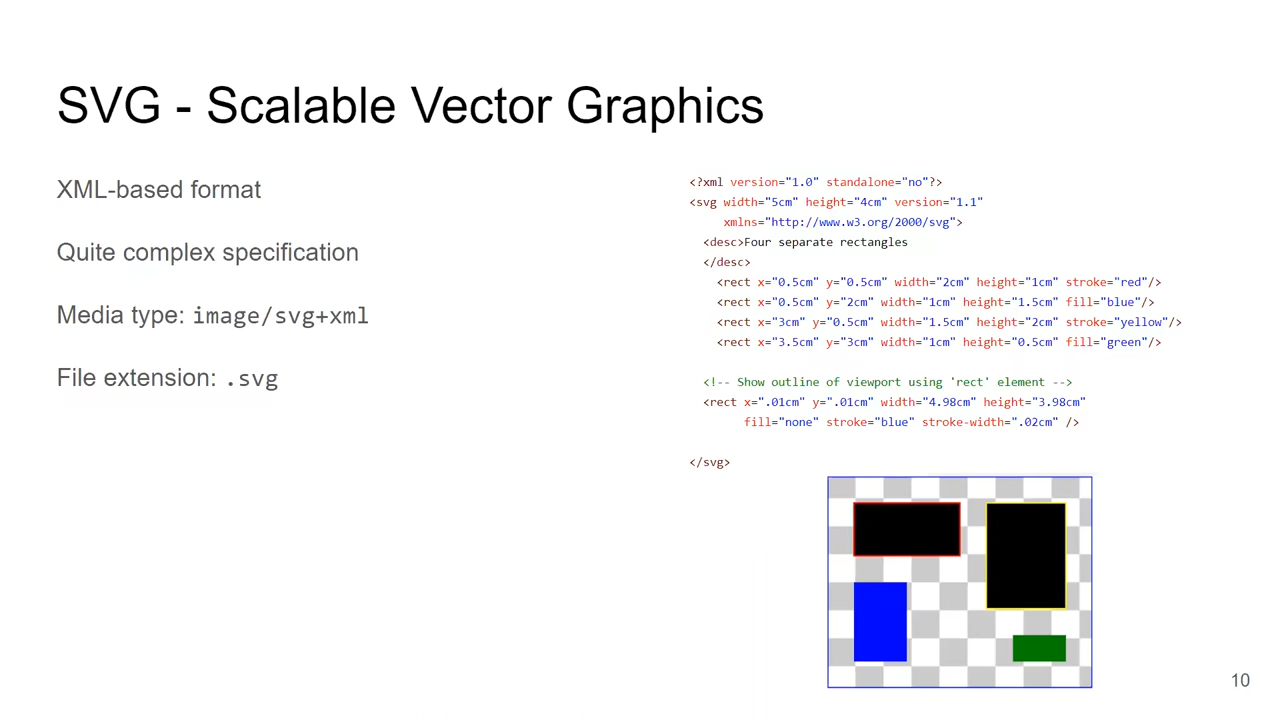 SVG - Scalable Vector Graphics
XML-based format
Quite complex specification
Media type: image/svg+xml
File extension: .svg
<?xml version="1.0" standalone="no"?>
<svg width="5cm" height="4cm" version="1.1"
xmlns="http://www.w3.org/2000/svg">
<desc>Four separate rectangles
</desc>
<rect x="0.5cm" y="0.5cm" width="2cm" height="1cm" stroke="red"/>
<rect x="0.5cm" y="2cm" width="1cm" height="1.5cm" fill="blue"/>
<rect x="3cm" y="0.5cm" width="1.5cm" height="2cm" stroke="yellow"/>
<rect x="3.5cm" y="3cm" width="1cm" height="0.5cm" fill="green"/>
<!-- Show outline of viewport using 'rect' element -->
<rect x=".01cm" y=".01cm" width="4.98cm" height="3.98cm"
fill="none" stroke="blue" stroke-width=".02cm" />
</svg>
10